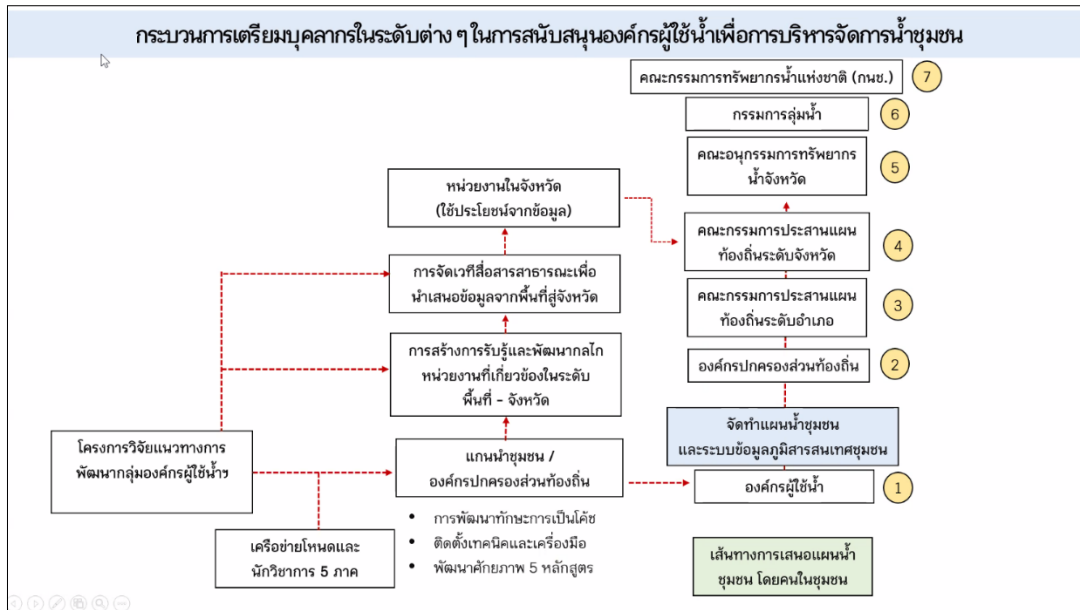 กระบวนการเตรียมบุคลากรในระดับต่าง ๆ ในการสนับสนุนองค์กรผู้ใช้น้ำเพื่อการบริหารจัดการน้ำชุมชน
คณะกรรมการทรัพยากรน้ำแห่งชาติ (กนช.)
7
กรรมการลุ่มน้ำ
6
คณะอนุกรรมการทรัพยากร
น้ำจังหวัด
5
หน่วยงานในจังหวัด
(ใช้ประโยชน์จากข้อมูล)
คณะกรรมการประสานแผน
ท้องถิ่นระดับจังหวัด
4
การจัดเวทีสื่อสารสาธารณะเพื่อ
นำเสนอข้อมูลจากพื้นที่สู่จังหวัด
คณะกรรมการประสานแผน
ท้องถิ่นระดับอำเภอ
3
การสร้างการรับรู้และพัฒนากลไก
หน่วยงานที่เกี่ยวข้องในระดับ
พื้นที่ - จังหวัด
องค์กรปกครองส่วนท้องถิ่น
2
จัดทำแผนน้ำชุมชน
และระบบข้อมูลภูมิสารสนเทศชุมชน
โครงการวิจัยแนวทางการ
พัฒนากลุ่มองค์กรผู้ใช้น้ำฯ
แกนนำชุมชน /
องค์กรปกครองส่วนท้องถิ่น
องค์กรผู้ใช้น้ำ
1
• การพัฒนาทักษะการเป็นโค้ช
• ติดตั้งเทคนิคและเครื่องมือ
• พัฒนาศักยภาพ 5 หลักสูตร
เครือข่ายโหนดและ
นักวิชาการ 5 ภาค
เส้นทางการเสนอแผนน้ำ
ชุมชน โดยคนในชุมชน